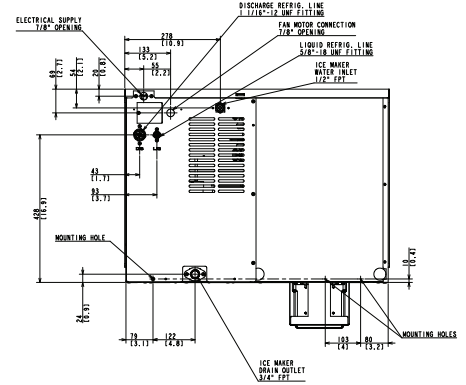 DISCHARGE REFRIG. LINE
1 1/16"-12 UNF FITTING
ELECTRICAL SUPPLY
7/8" OPENING
FAN MOTOR CONNECTION
7/8" OPENING
278
[10.9]
LIQUID REFRIG. LINE
5/8"-18 UNF FITTING
133
[5.2]
55
[2.2]
ICE MAKER
WATER INLET
1/2" FPT
69
[2.7]
54
[2.1]
20
[0.8]
43
[1.7]
93
[3.7]
428
[16.9]
MOUNTING HOLE
10
[0.4]
24
[0.9]
79
[3.1]
122
[4.8]
103
[4]
80
[3.2]
MOUNTING HOLES
ICE MAKER
DRAIN OUTLET
3/4" FPT